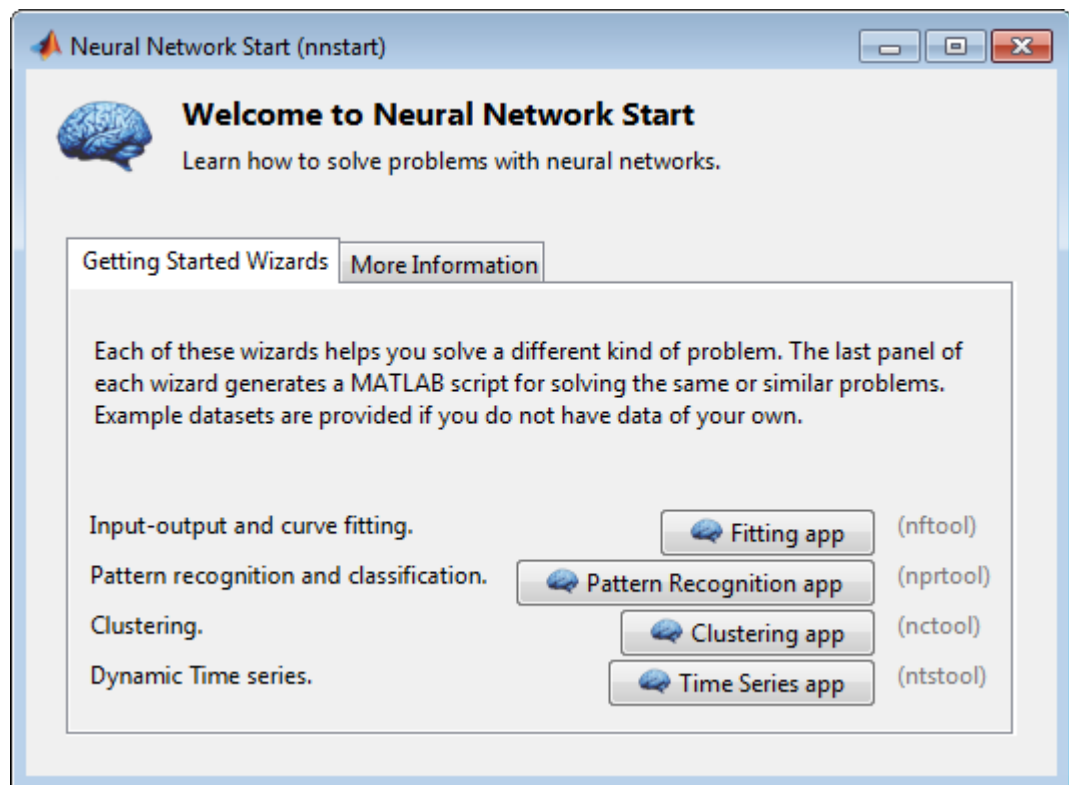 Neural Network Start (nnstart)
Welcome to Neural Network Start
Learn how to solve problems with neural networks.
Getting Started Wizards More Information
Each of these wizards helps you solve a different kind of problem. The last panel of
each wizard generates a MATLAB script for solving the same or similar problems.
Example datasets are provided if you do not have data of your own.
Input-output and curve fitting. Fitting app (nftool)
Pattern recognition and classification. Pattern Recognition app (nprtool)
Clustering. Clustering app (nctool)
Dynamic Time series. Time Series app (ntstool)